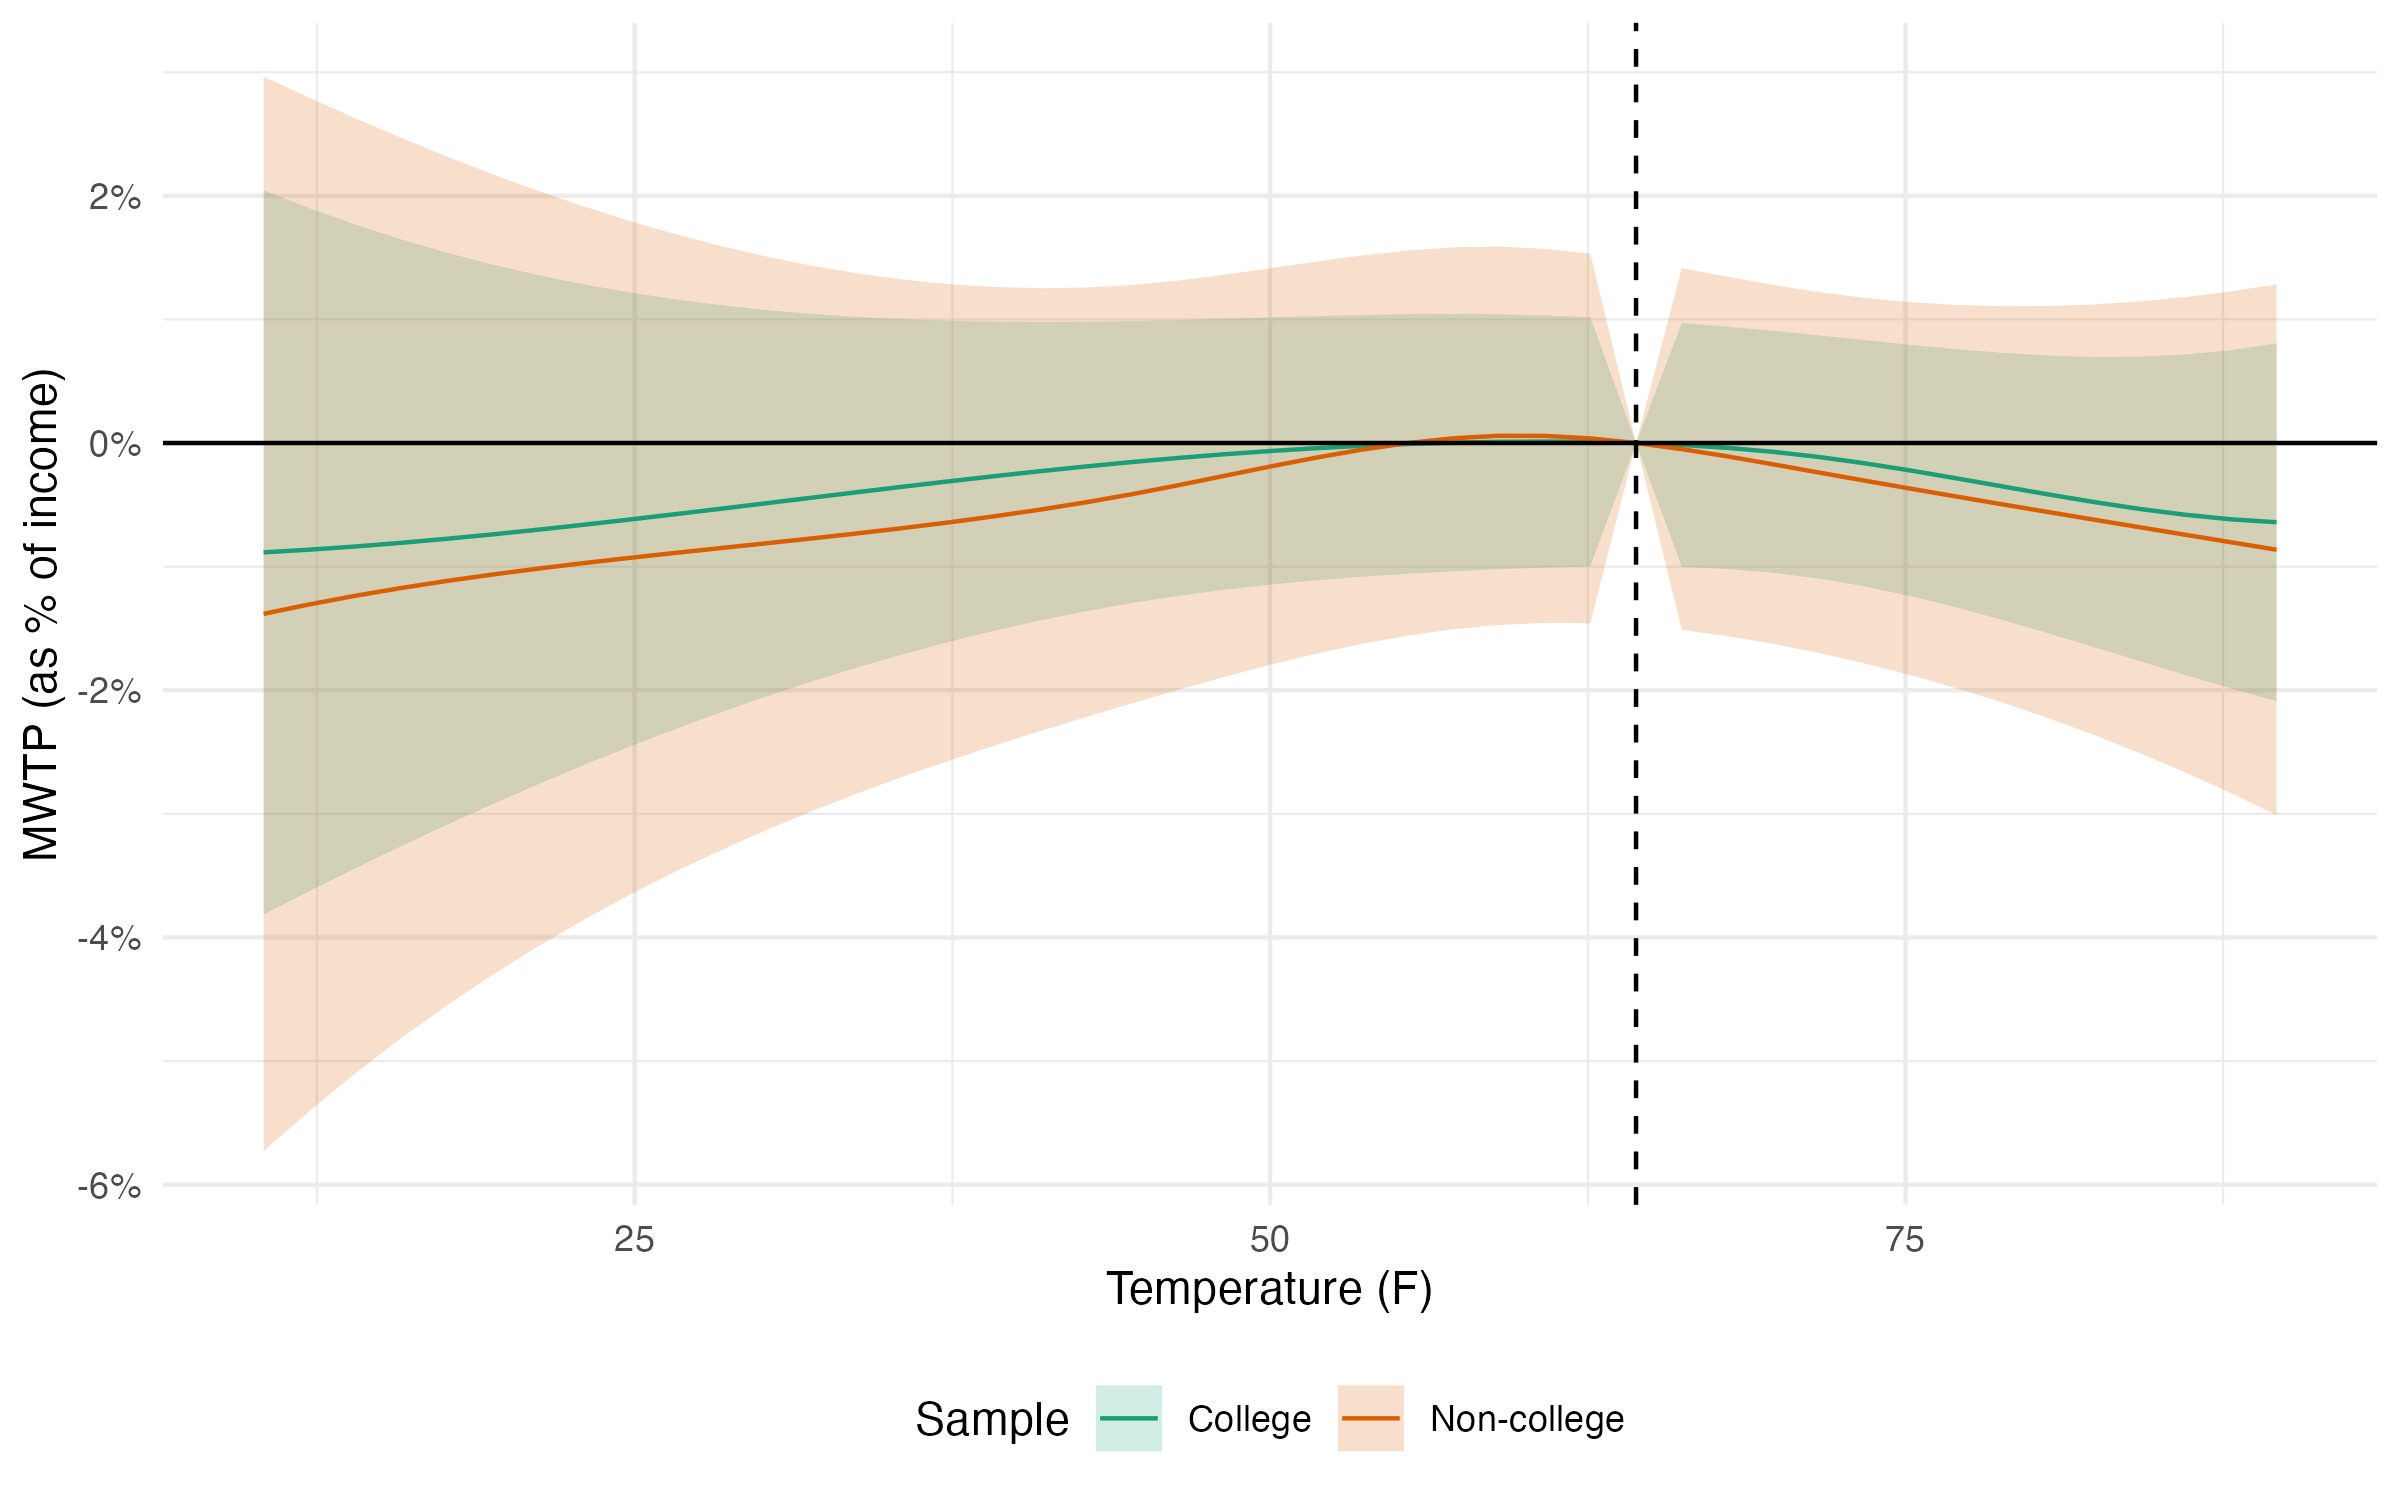 MWTP (as % of income)
2%
0%
-2%
-4%
-6%
25 50 75
Temperature (F)
Sample College Non-college